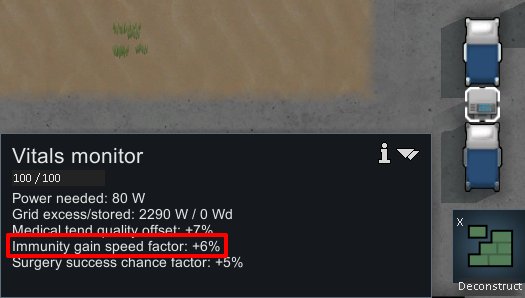 Vitals monitor
100 / 100
Power needed: 80 W
Grid excess/stored: 2290 W / 0 Wd
Medical tend quality offset: +7%
Immunity gain speed factor: +6%
Surgery success chance factor: +5%
X
Deconstruct